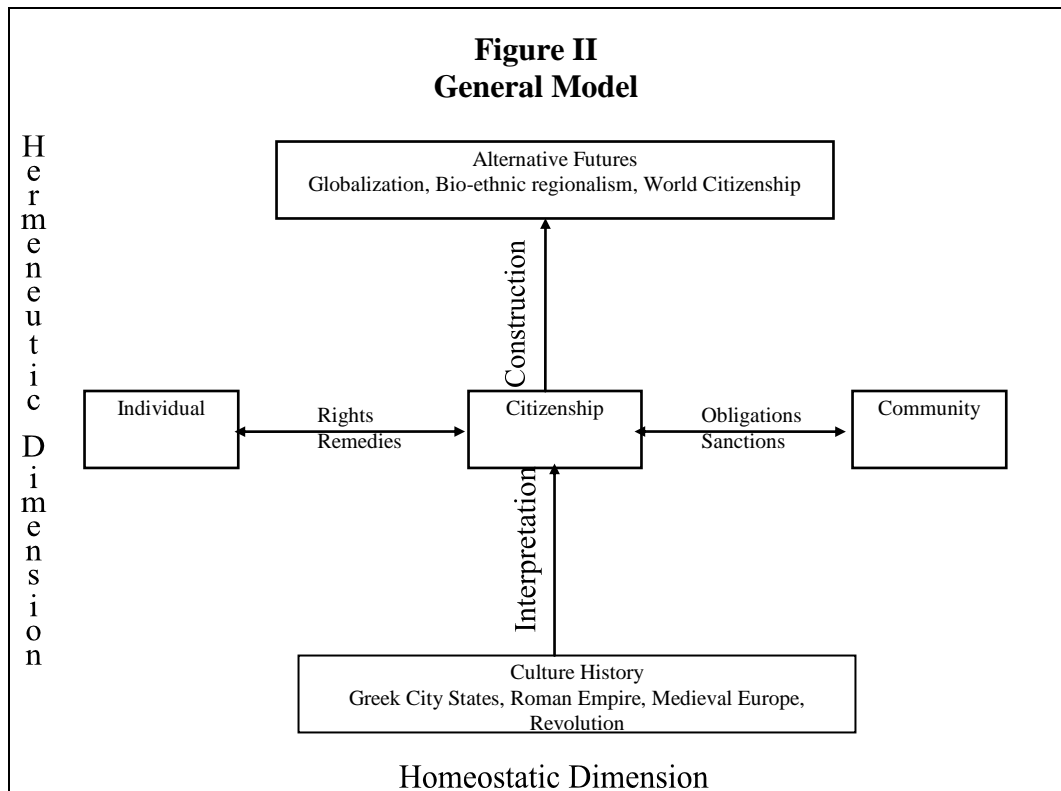 Figure II
General Model
Hermeneutic Dimension
Alternative Futures
Globalization, Bio-ethnic regionalism, World Citizenship
Construction
Individual
Rights
Remedies
Citizenship
Obligations
Sanctions
Community
Interpretation
Culture History
Greek City States, Roman Empire, Medieval Europe,
Revolution
Homeostatic Dimension